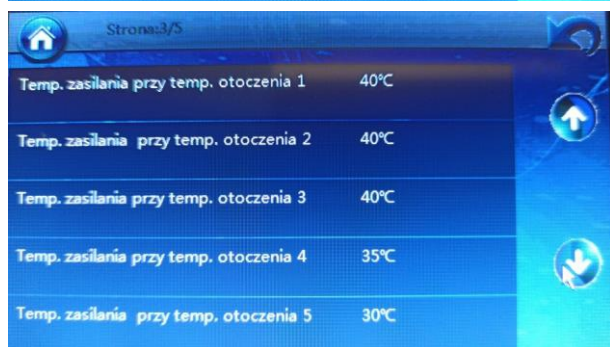 Strona:3/5
Temp. zasilania przy temp. otoczenia 1 40℃
Temp. zasilania przy temp. otoczenia 2 40℃
Temp. zasilania przy temp. otoczenia 3 40℃
Temp. zasilania przy temp. otoczenia 4 35℃
Temp. zasilania przy temp. otoczenia 5 30℃